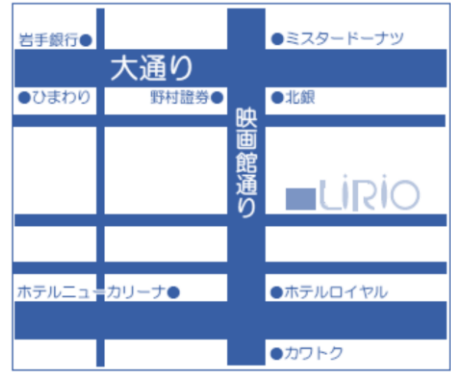 岩手銀行●
●ミスタードーナツ
大通り
●ひまわり
野村證券●
●北銀
映画館通り
LiRiO
ホテルニューカリーナ●
●ホテルロイヤル
●カワトク